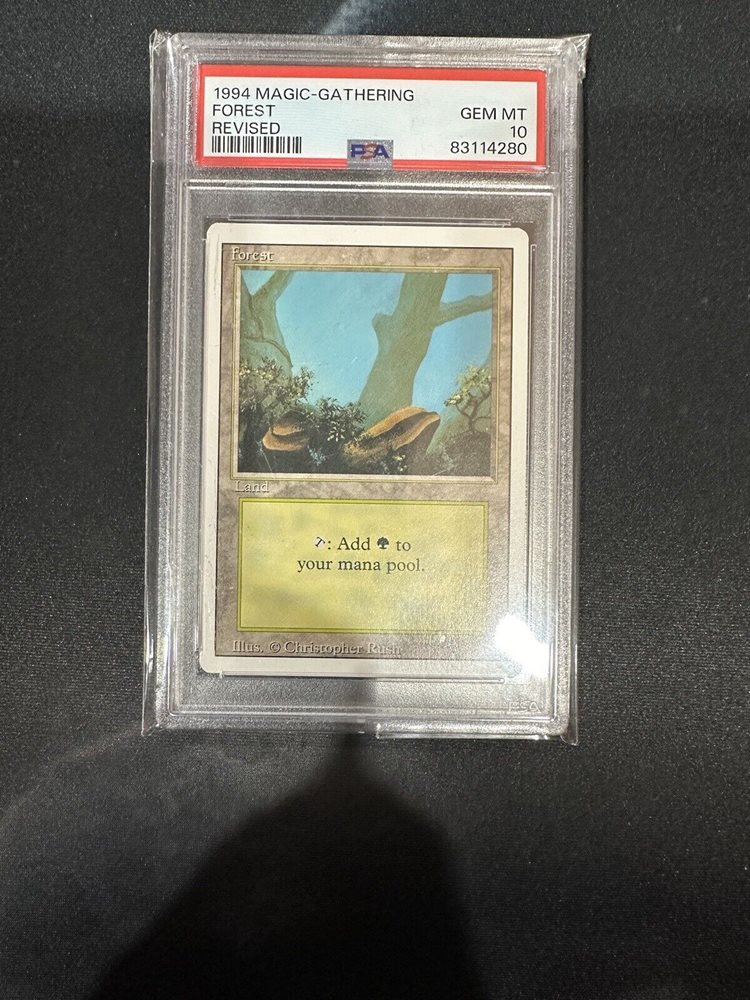 1994 MAGIC-GATHERING
FOREST
GEM MT
REVISED
10
PSA
83114280
Forest
Land
: Add to
your mana pool.
Illus. © Christopher Rush